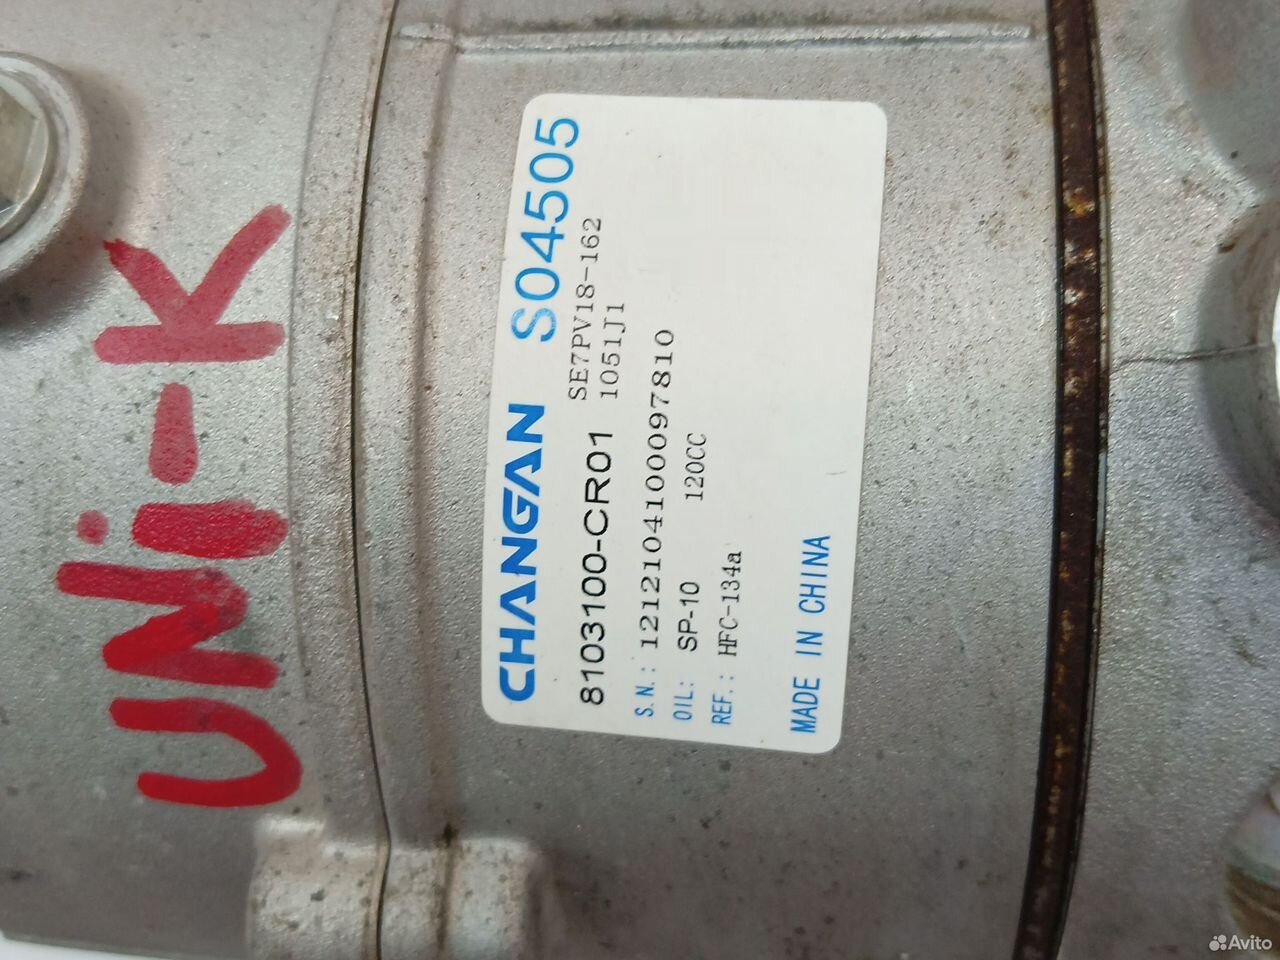 UNi-K
CHANGAN S04505
8103100-CR01 SE7PV18-162
1051J1
S.N.: 1212104100097810
OIL: SP-10 120CC
REF.: HFC-134a
MADE IN CHINA
Avito